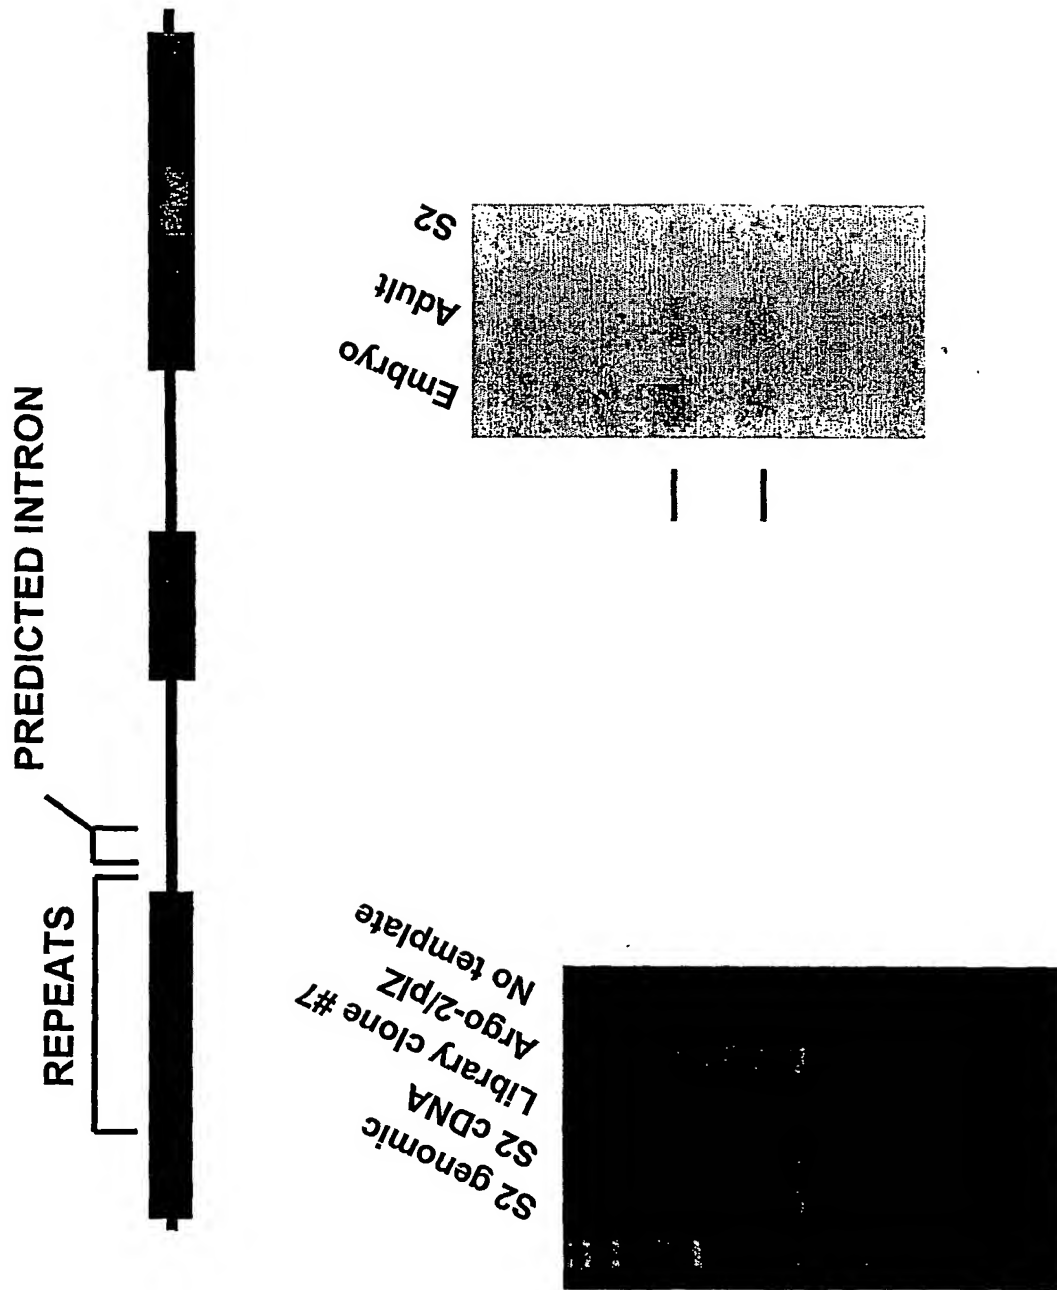 REPEATS
PREDICTED INTRON
S2 genomic
S2 cDNA
Library clone #7
Argo-2/pIZ
No template
Embryo
Adult
S2